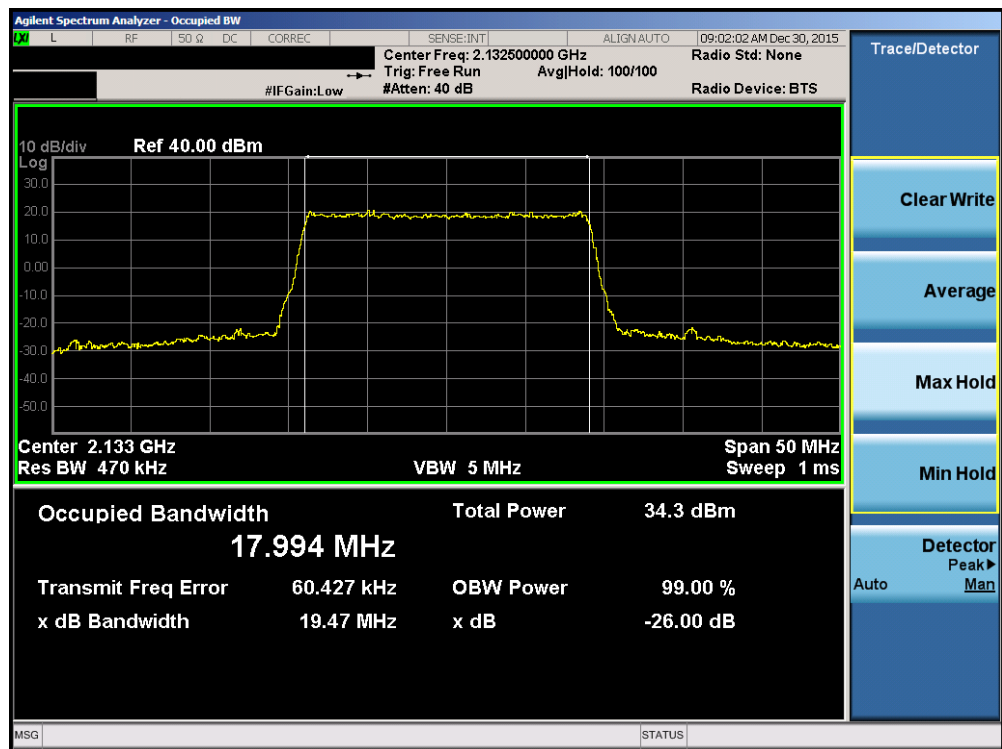 Agilent Spectrum Analyzer - Occupied BW
LXI L RF 50 Ω DC CORREC SENSE:INT ALIGN AUTO 09:02:02 AM Dec 30, 2015
Center Freq: 2.132500000 GHz Radio Std: None
Trig: Free Run Avg|Hold: 100/100
#IFGain:Low #Atten: 40 dB Radio Device: BTS
10 dB/div Ref 40.00 dBm
Log
30.0
20.0
10.0
0.00
-10.0
-20.0
-30.0
-40.0
-50.0
Center 2.133 GHz Span 50 MHz
Res BW 470 kHz VBW 5 MHz Sweep 1 ms
Occupied Bandwidth Total Power 34.3 dBm
17.994 MHz
Transmit Freq Error 60.427 kHz OBW Power 99.00 %
x dB Bandwidth 19.47 MHz x dB -26.00 dB
MSG STATUS
Trace/Detector
Clear Write
Average
Max Hold
Min Hold
Detector
Peak▶
Auto Man